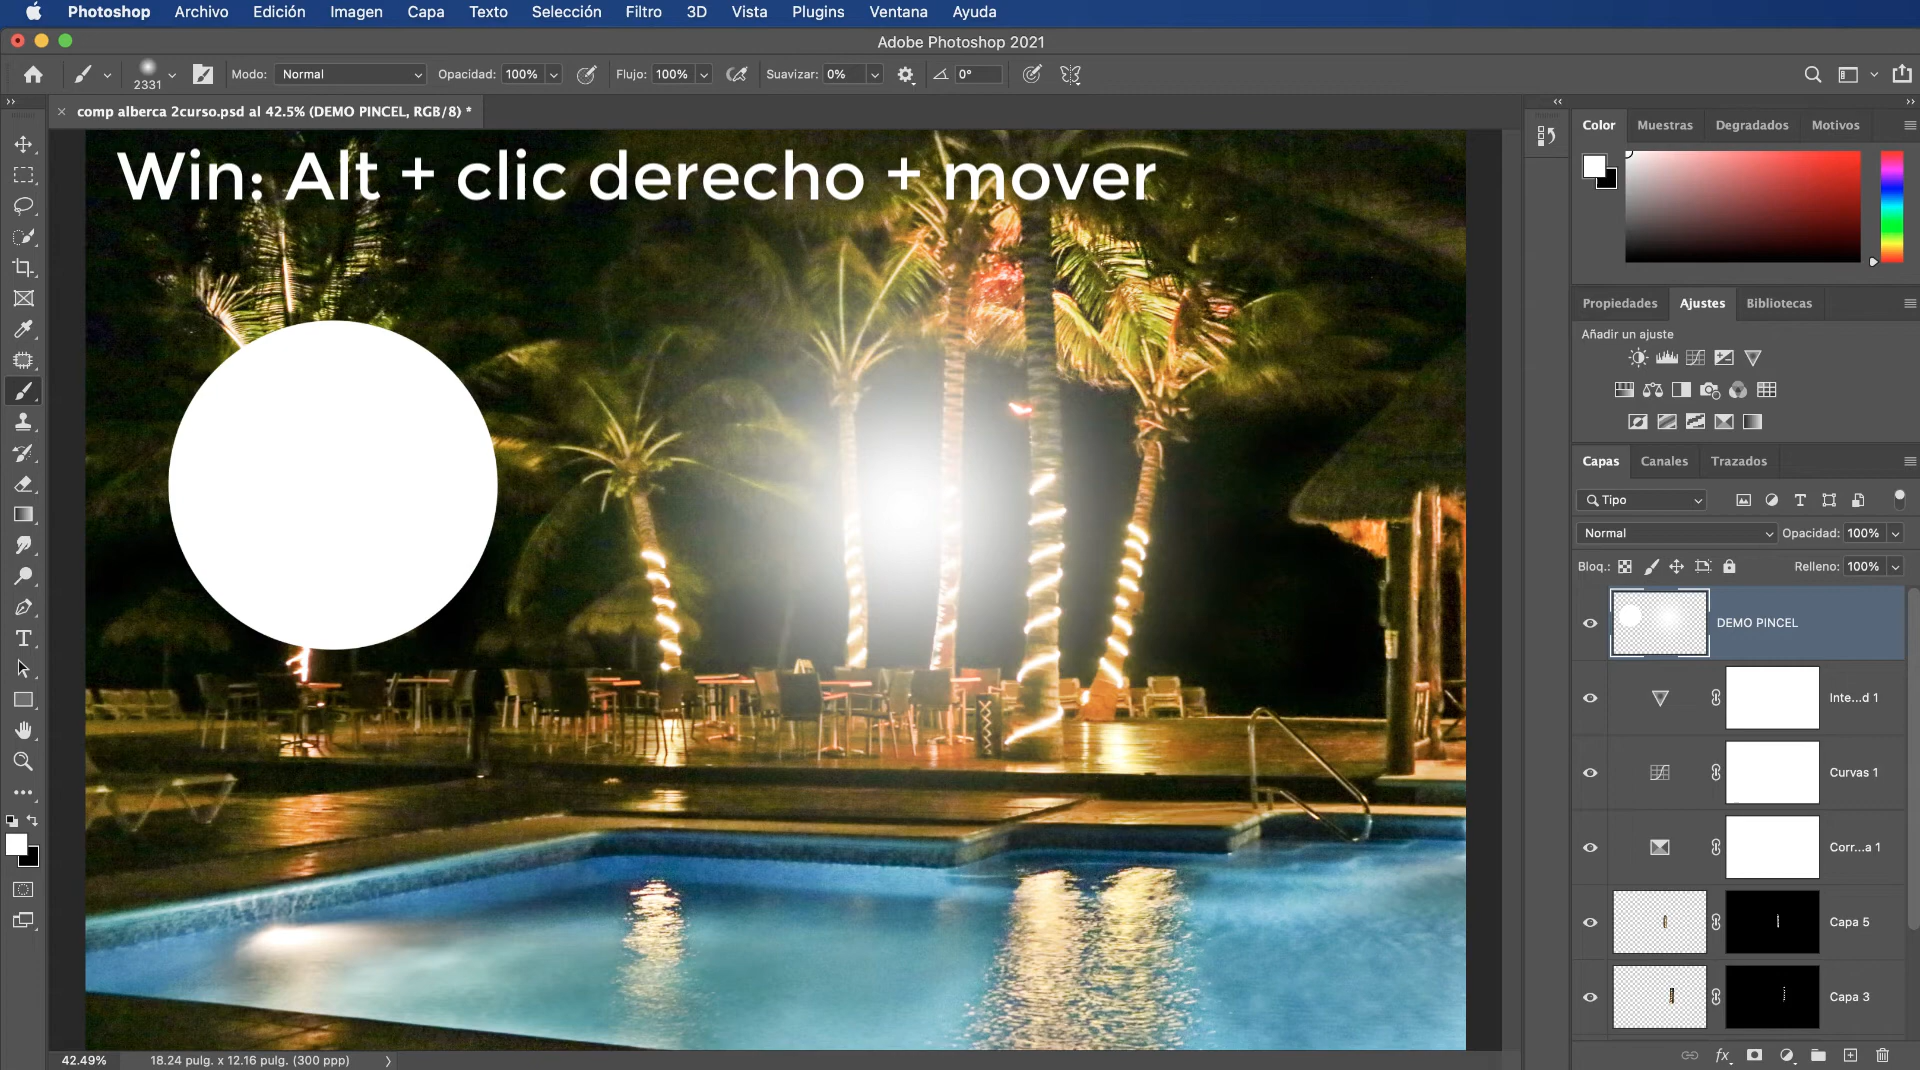 Photoshop Archivo Edición Imagen Capa Texto Selección Filtro 3D Vista Plugins Ventana Ayuda
Adobe Photoshop 2021
2331 Modo: Normal Opacidad: 100% Flujo: 100% Suavizar: 0% 0°
comp alberca 2curso.psd al 42.5% (DEMO PINCEL, RGB/8) *
Win: Alt + clic derecho + mover
Color Muestras Degradados Motivos
Propiedades Ajustes Bibliotecas
Añadir un ajuste
Capas Canales Trazados
Tipo
Normal Opacidad: 100%
Bloq.: Relleno: 100%
DEMO PINCEL
Inte...d 1
Curvas 1
Corr...a 1
Capa 5
Capa 3
42.49% 18.24 pulg. x 12.16 pulg. (300 ppp)
fx